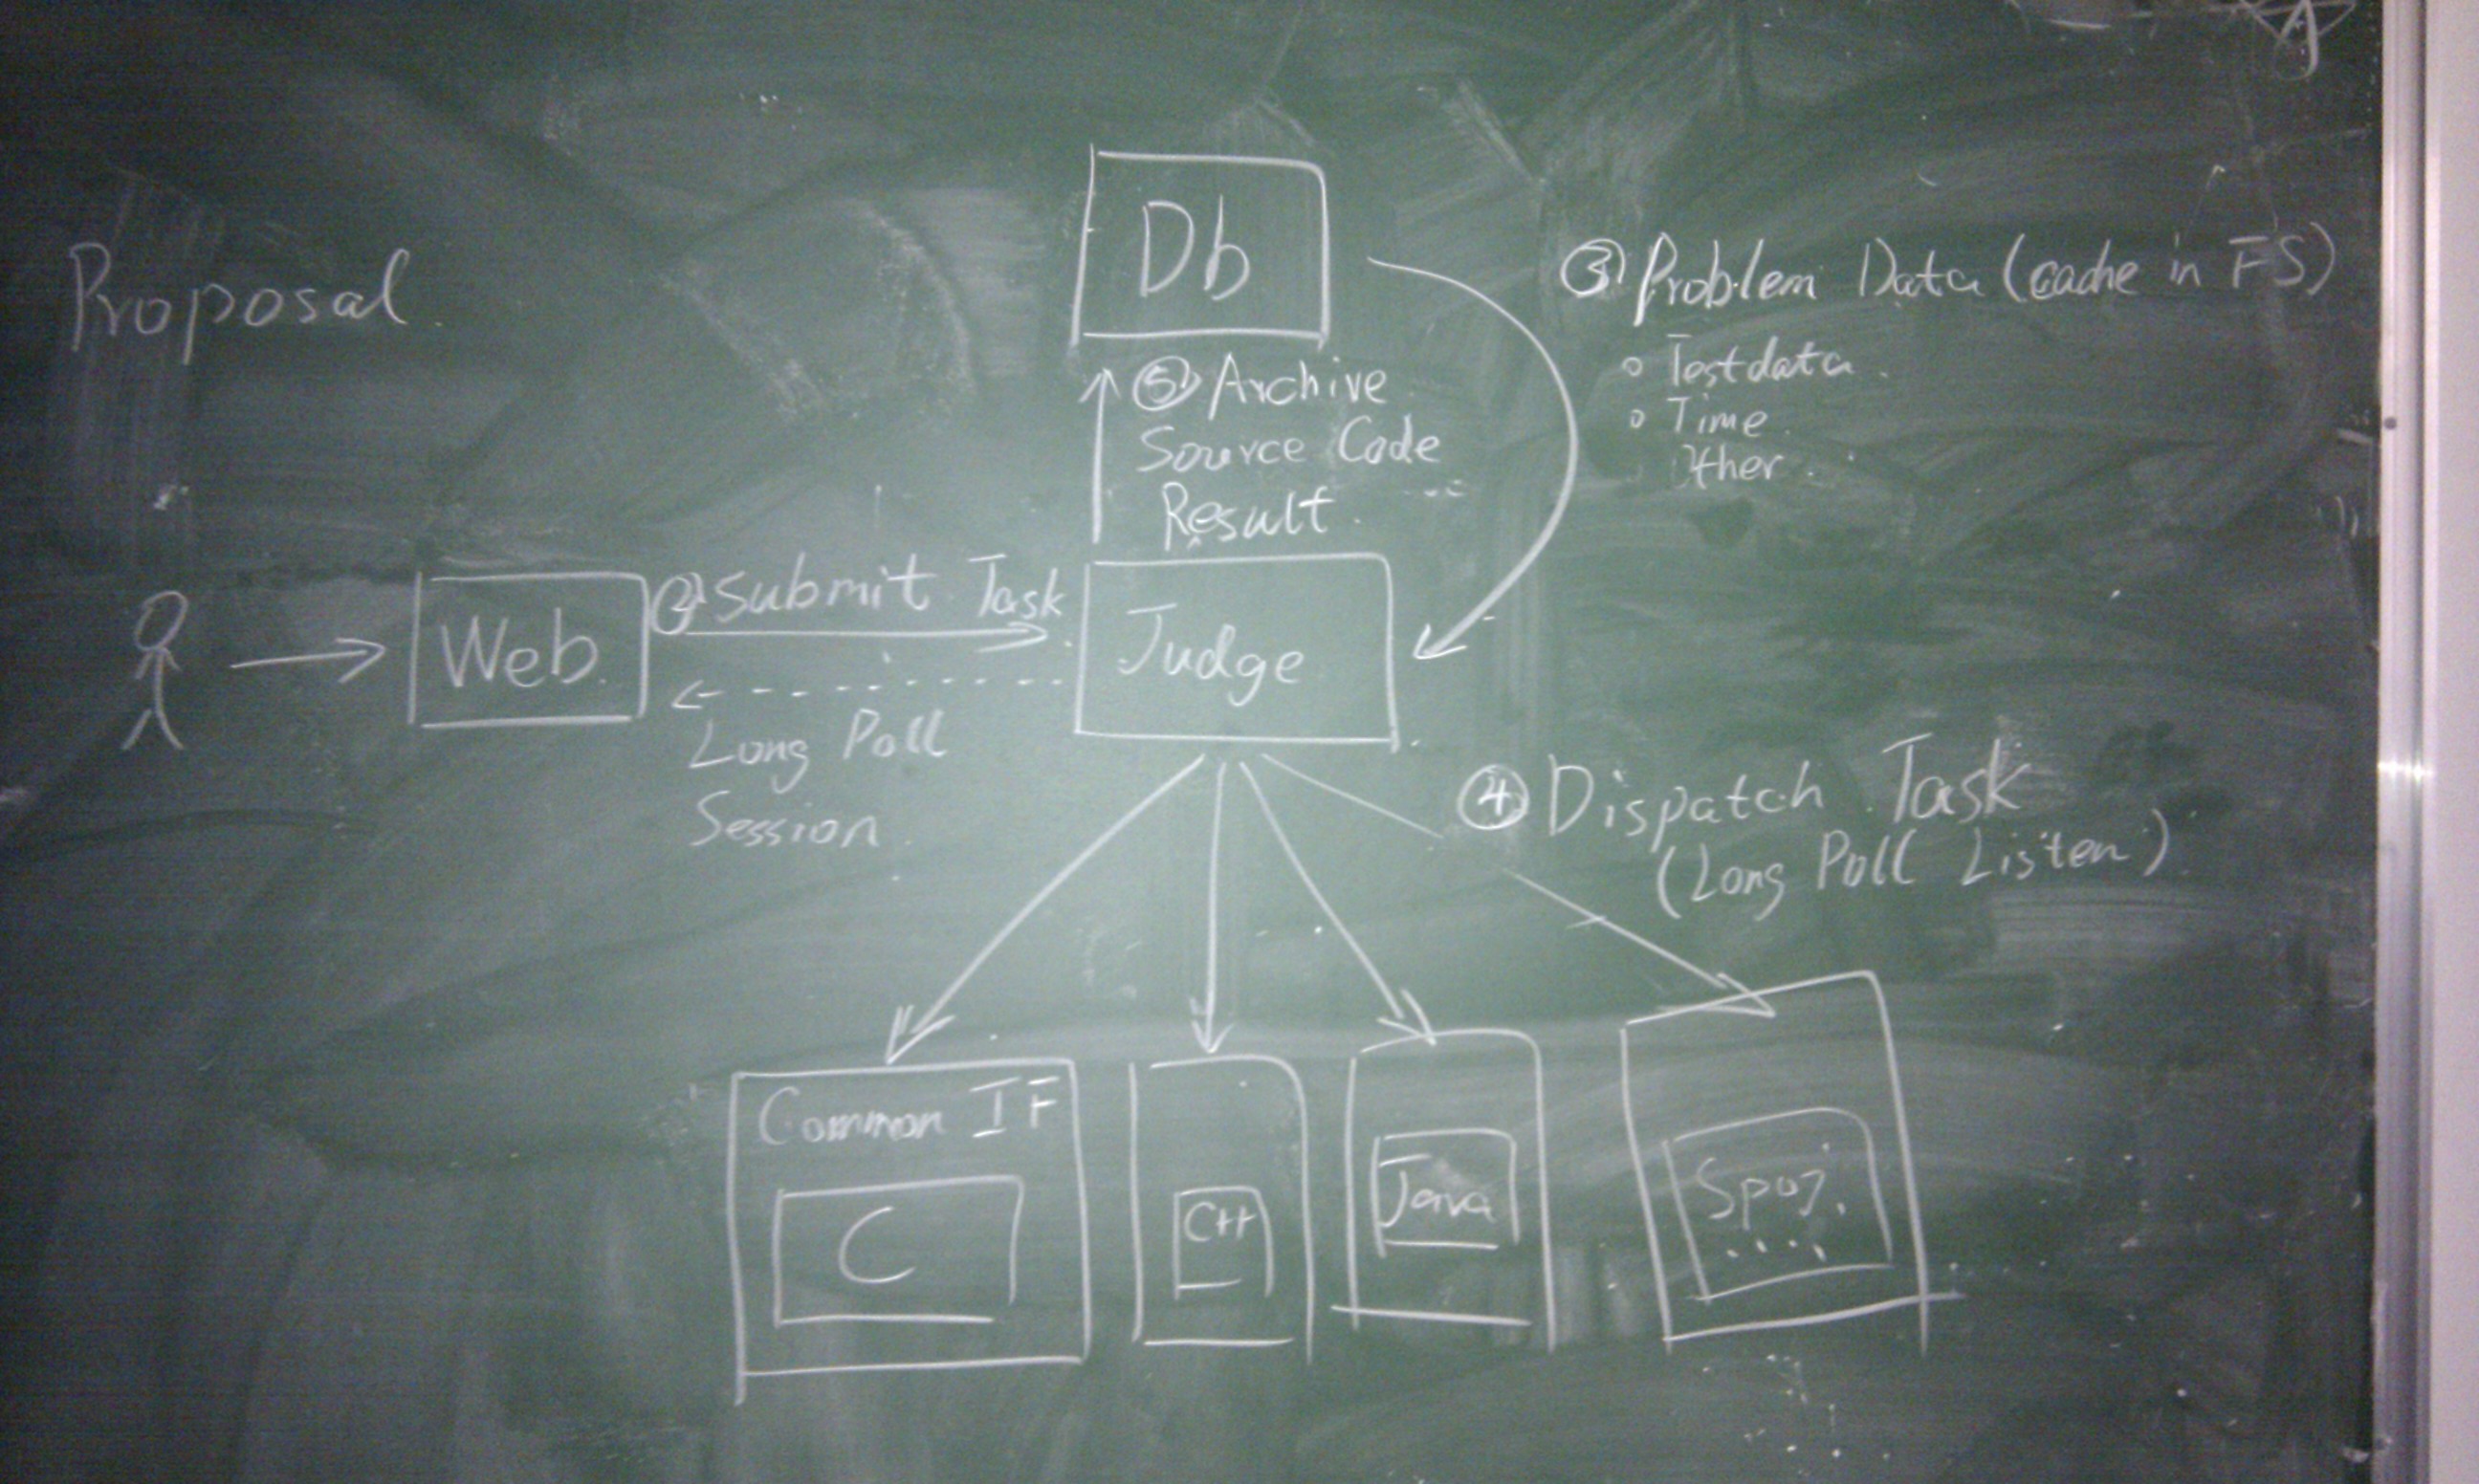 Proposal
Db
③ Problem Data (cache in FS)
Testdata
Time
Other
⑤ Archive
Source Code
Result
Web
② Submit Task
Judge
Long Poll
Session
④ Dispatch Task
(Long Poll Listen)
Common IF
C
C++
Java
Spoj
....